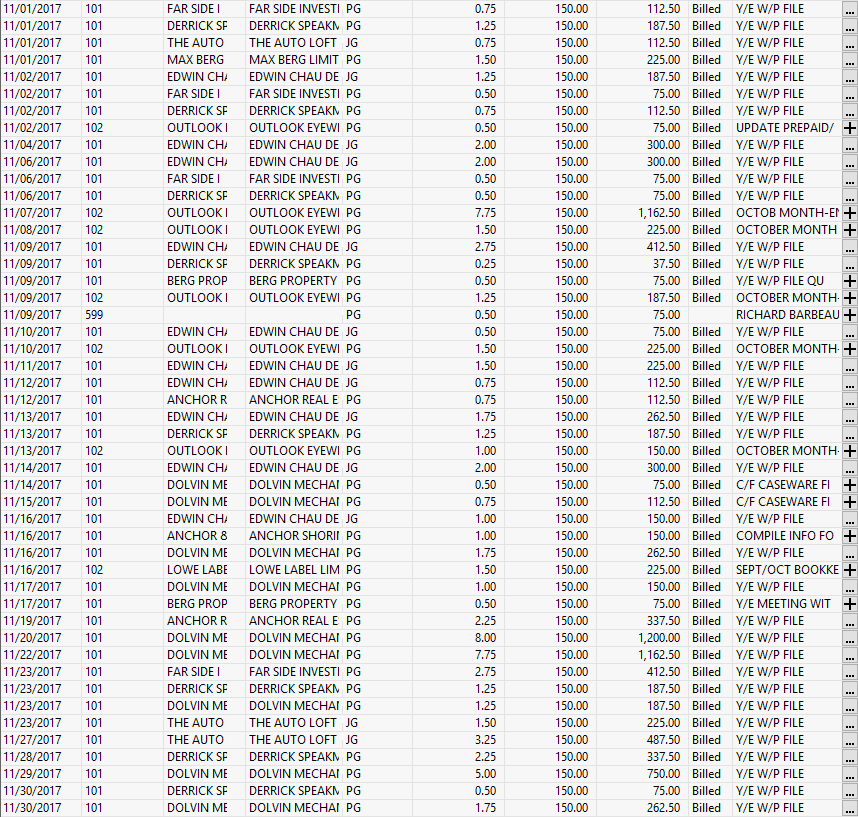 11/01/2017 101 FAR SIDE I FAR SIDE INVESTI PG 0.75 150.00 112.50 Billed Y/E W/P FILE ...
11/01/2017 101 DERRICK SP DERRICK SPEAKM PG 1.25 150.00 187.50 Billed Y/E W/P FILE ...
11/01/2017 101 THE AUTO THE AUTO LOFT JG 0.75 150.00 112.50 Billed Y/E W/P FILE ...
11/01/2017 101 MAX BERG MAX BERG LIMIT PG 1.50 150.00 225.00 Billed Y/E W/P FILE ...
11/02/2017 101 EDWIN CHA EDWIN CHAU DE JG 1.25 150.00 187.50 Billed Y/E W/P FILE ...
11/02/2017 101 FAR SIDE I FAR SIDE INVESTI PG 0.50 150.00 75.00 Billed Y/E W/P FILE ...
11/02/2017 101 DERRICK SP DERRICK SPEAKM PG 0.75 150.00 112.50 Billed Y/E W/P FILE ...
11/02/2017 102 OUTLOOK I OUTLOOK EYEWI PG 0.50 150.00 75.00 Billed UPDATE PREPAID/ +
11/04/2017 101 EDWIN CHA EDWIN CHAU DE JG 2.00 150.00 300.00 Billed Y/E W/P FILE ...
11/06/2017 101 EDWIN CHA EDWIN CHAU DE JG 2.00 150.00 300.00 Billed Y/E W/P FILE ...
11/06/2017 101 FAR SIDE I FAR SIDE INVESTI PG 0.50 150.00 75.00 Billed Y/E W/P FILE ...
11/06/2017 101 DERRICK SP DERRICK SPEAKM PG 0.50 150.00 75.00 Billed Y/E W/P FILE ...
11/07/2017 102 OUTLOOK I OUTLOOK EYEWI PG 7.75 150.00 1,162.50 Billed OCTOB MONTH-EN +
11/08/2017 102 OUTLOOK I OUTLOOK EYEWI PG 1.50 150.00 225.00 Billed OCTOBER MONTH +
11/09/2017 101 EDWIN CHA EDWIN CHAU DE JG 2.75 150.00 412.50 Billed Y/E W/P FILE ...
11/09/2017 101 DERRICK SP DERRICK SPEAKM PG 0.25 150.00 37.50 Billed Y/E W/P FILE ...
11/09/2017 101 BERG PROP BERG PROPERTY PG 0.50 150.00 75.00 Billed Y/E W/P FILE QU +
11/09/2017 102 OUTLOOK I OUTLOOK EYEWI PG 1.25 150.00 187.50 Billed OCTOBER MONTH- +
11/09/2017 599 PG 0.50 150.00 75.00 RICHARD BARBEAU +
11/10/2017 101 EDWIN CHA EDWIN CHAU DE JG 0.50 150.00 75.00 Billed Y/E W/P FILE ...
11/10/2017 102 OUTLOOK I OUTLOOK EYEWI PG 1.50 150.00 225.00 Billed OCTOBER MONTH- +
11/11/2017 101 EDWIN CHA EDWIN CHAU DE JG 1.50 150.00 225.00 Billed Y/E W/P FILE ...
11/12/2017 101 EDWIN CHA EDWIN CHAU DE JG 0.75 150.00 112.50 Billed Y/E W/P FILE ...
11/12/2017 101 ANCHOR R ANCHOR REAL E PG 0.75 150.00 112.50 Billed Y/E W/P FILE ...
11/13/2017 101 EDWIN CHA EDWIN CHAU DE JG 1.75 150.00 262.50 Billed Y/E W/P FILE ...
11/13/2017 101 DERRICK SP DERRICK SPEAKM PG 1.25 150.00 187.50 Billed Y/E W/P FILE ...
11/13/2017 102 OUTLOOK I OUTLOOK EYEWI PG 1.00 150.00 150.00 Billed OCTOBER MONTH- +
11/14/2017 101 EDWIN CHA EDWIN CHAU DE JG 2.00 150.00 300.00 Billed Y/E W/P FILE ...
11/14/2017 101 DOLVIN ME DOLVIN MECHAN PG 0.50 150.00 75.00 Billed C/F CASEWARE FI +
11/15/2017 101 DOLVIN ME DOLVIN MECHAN PG 0.75 150.00 112.50 Billed C/F CASEWARE FI +
11/16/2017 101 EDWIN CHA EDWIN CHAU DE JG 1.00 150.00 150.00 Billed Y/E W/P FILE ...
11/16/2017 101 ANCHOR & ANCHOR SHORIN PG 1.00 150.00 150.00 Billed COMPILE INFO FO +
11/16/2017 101 DOLVIN ME DOLVIN MECHAN PG 1.75 150.00 262.50 Billed Y/E W/P FILE ...
11/16/2017 102 LOWE LABE LOWE LABEL LIM PG 1.50 150.00 225.00 Billed SEPT/OCT BOOKKE +
11/17/2017 101 DOLVIN ME DOLVIN MECHAN PG 1.00 150.00 150.00 Billed Y/E W/P FILE ...
11/17/2017 101 BERG PROP BERG PROPERTY PG 0.50 150.00 75.00 Billed Y/E MEETING WIT +
11/19/2017 101 ANCHOR R ANCHOR REAL E PG 2.25 150.00 337.50 Billed Y/E W/P FILE ...
11/20/2017 101 DOLVIN ME DOLVIN MECHAN PG 8.00 150.00 1,200.00 Billed Y/E W/P FILE ...
11/22/2017 101 DOLVIN ME DOLVIN MECHAN PG 7.75 150.00 1,162.50 Billed Y/E W/P FILE ...
11/23/2017 101 FAR SIDE I FAR SIDE INVESTI PG 2.75 150.00 412.50 Billed Y/E W/P FILE ...
11/23/2017 101 DERRICK SP DERRICK SPEAKM PG 1.25 150.00 187.50 Billed Y/E W/P FILE ...
11/23/2017 101 DOLVIN ME DOLVIN MECHAN PG 1.25 150.00 187.50 Billed Y/E W/P FILE ...
11/23/2017 101 THE AUTO THE AUTO LOFT JG 1.50 150.00 225.00 Billed Y/E W/P FILE ...
11/27/2017 101 THE AUTO THE AUTO LOFT JG 3.25 150.00 487.50 Billed Y/E W/P FILE ...
11/28/2017 101 DERRICK SP DERRICK SPEAKM PG 2.25 150.00 337.50 Billed Y/E W/P FILE ...
11/29/2017 101 DOLVIN ME DOLVIN MECHAN PG 5.00 150.00 750.00 Billed Y/E W/P FILE ...
11/30/2017 101 DERRICK SP DERRICK SPEAKM PG 0.50 150.00 75.00 Billed Y/E W/P FILE ...
11/30/2017 101 DOLVIN ME DOLVIN MECHAN PG 1.75 150.00 262.50 Billed Y/E W/P FILE ...